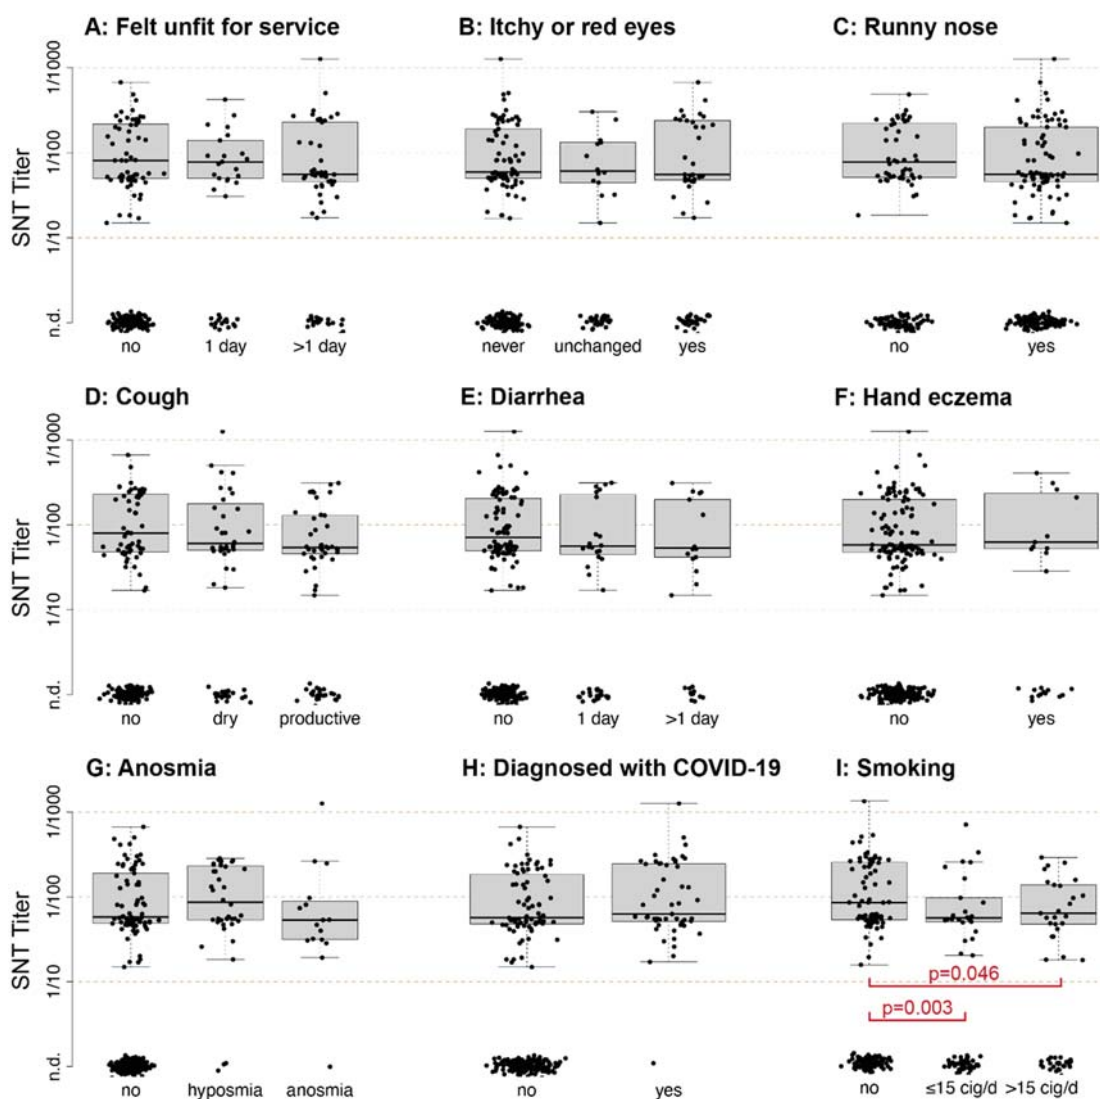 A: Felt unfit for service B: Itchy or red eyes C: Runny nose
SNT Titer
1/1000
1/100
1/10
n.d.
no 1 day >1 day never unchanged yes no yes
D: Cough E: Diarrhea F: Hand eczema
SNT Titer
1/1000
1/100
1/10
n.d.
no dry productive no 1 day >1 day no yes
G: Anosmia H: Diagnosed with COVID-19 I: Smoking
SNT Titer
1/1000
1/100
1/10
n.d.
p=0.046
p=0.003
no hyposmia anosmia no yes no ≤15 cig/d >15 cig/d